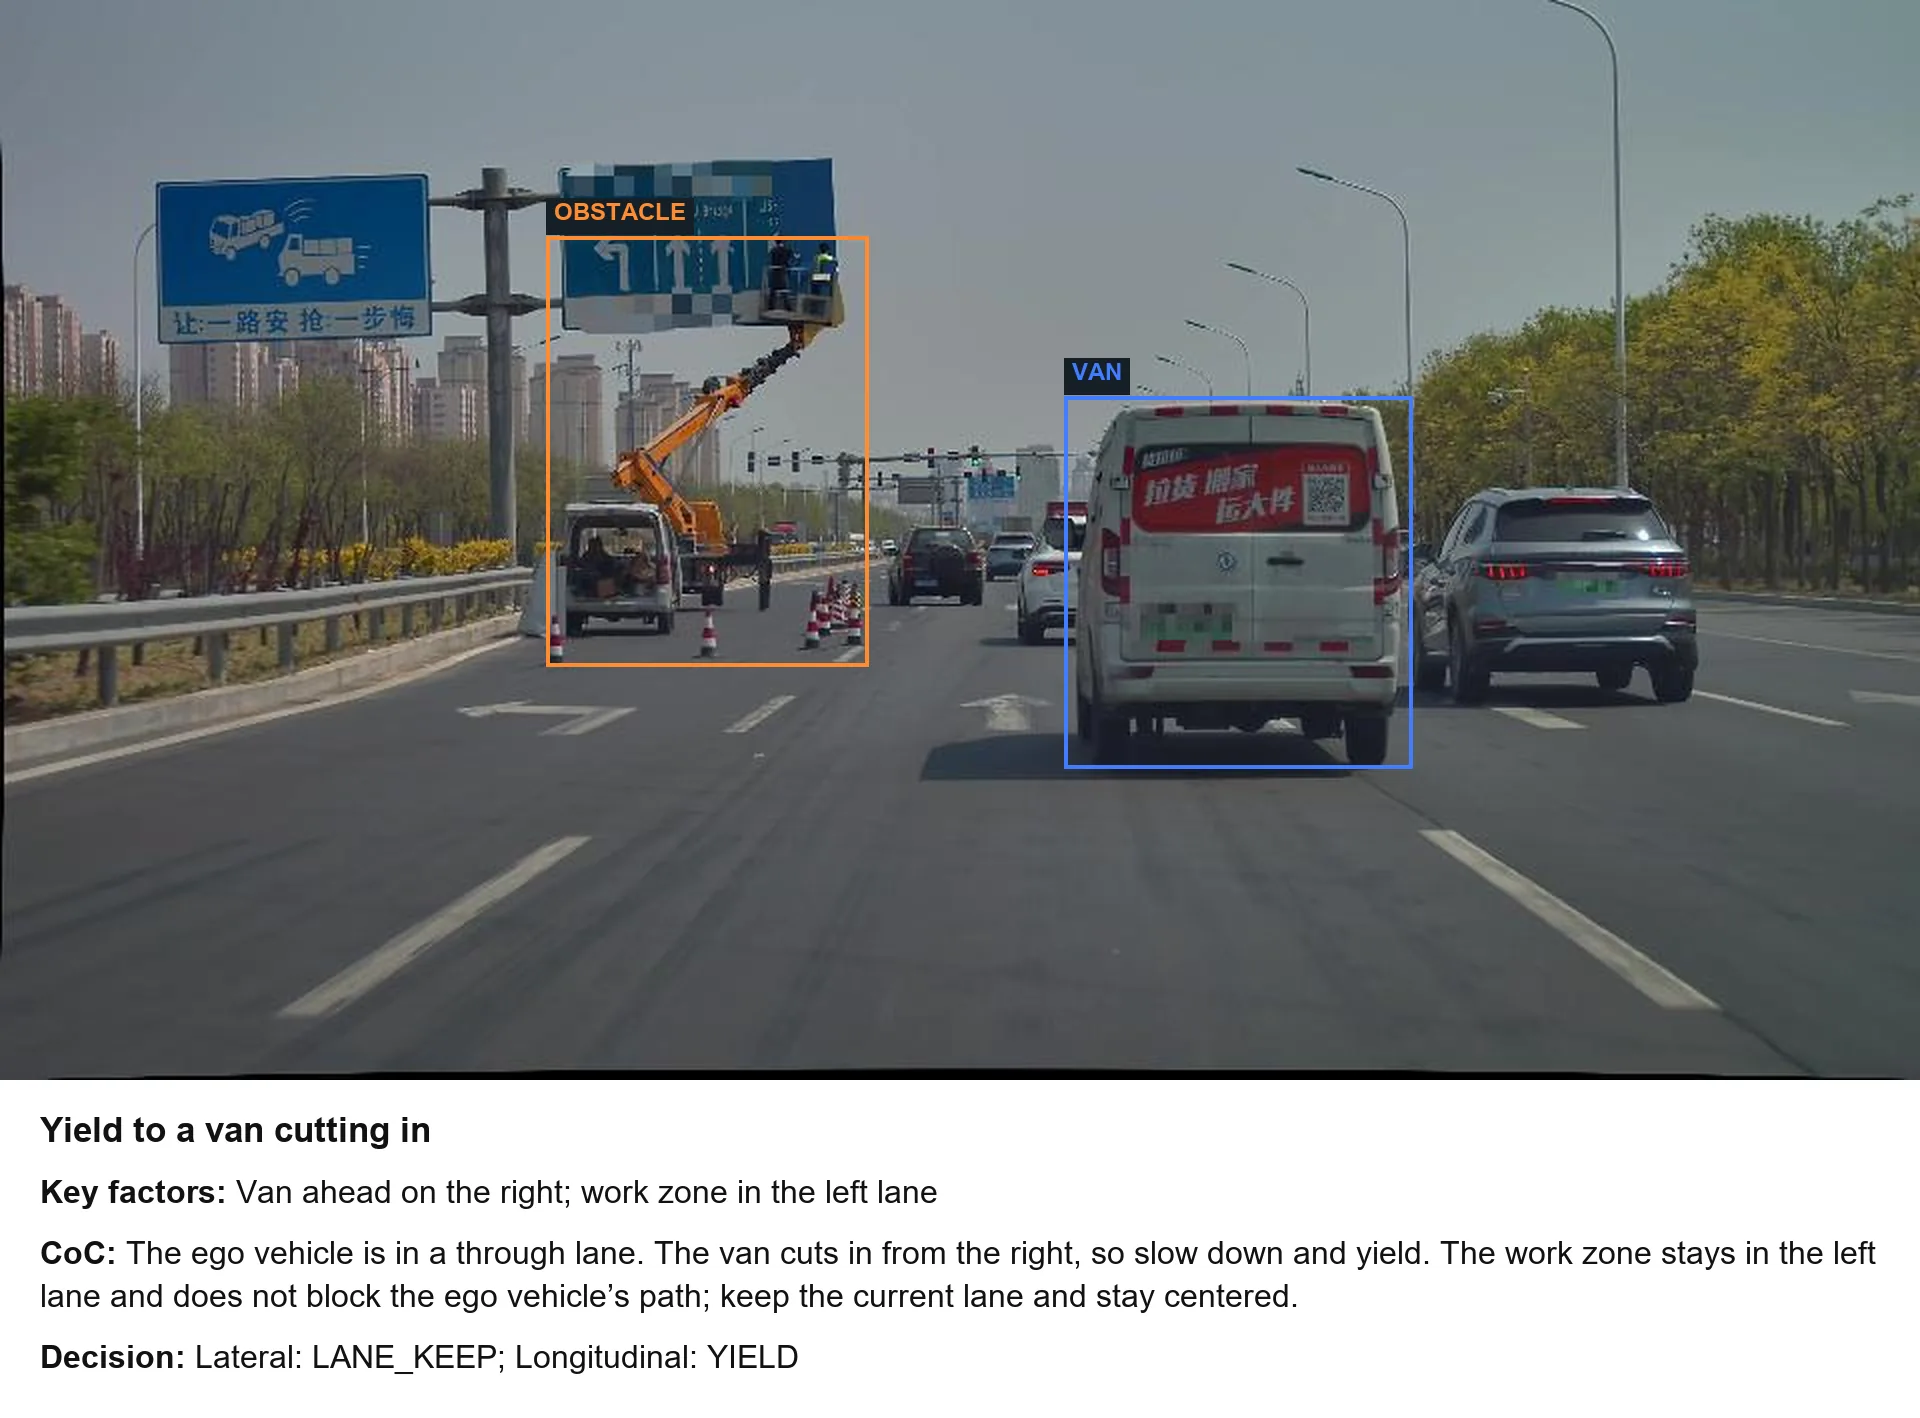 让:一路安 抢:一步悔
OBSTACLE
VAN
货拉拉
拉货 搬家
运大件
Yield to a van cutting in
Key factors: Van ahead on the right; work zone in the left lane
CoC: The ego vehicle is in a through lane. The van cuts in from the right, so slow down and yield. The work zone stays in the left
lane and does not block the ego vehicle’s path; keep the current lane and stay centered.
Decision: Lateral: LANE_KEEP; Longitudinal: YIELD